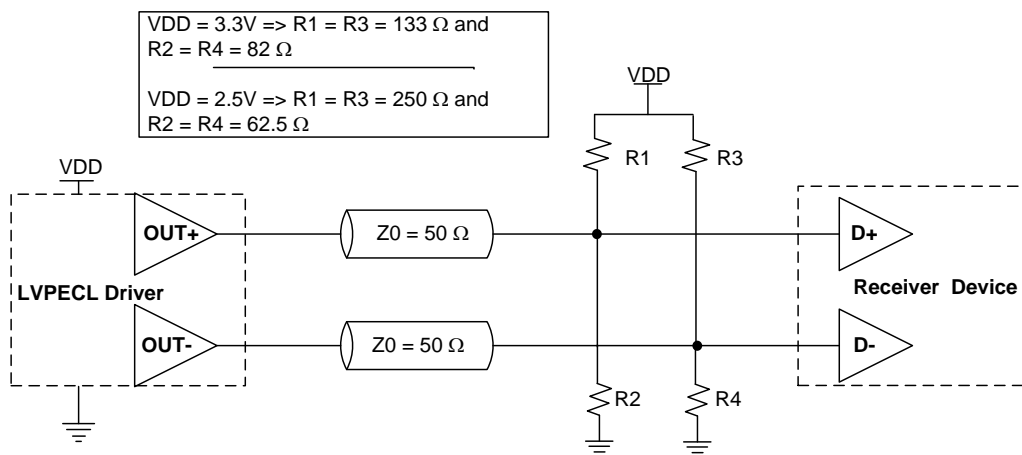 VDD = 3.3V => R1 = R3 = 133 Ω and
R2 = R4 = 82 Ω
VDD = 2.5V => R1 = R3 = 250 Ω and
R2 = R4 = 62.5 Ω
VDD
R1
R3
VDD
OUT+
Z0 = 50 Ω
D+
LVPECL Driver
Receiver Device
OUT-
Z0 = 50 Ω
D-
R2
R4